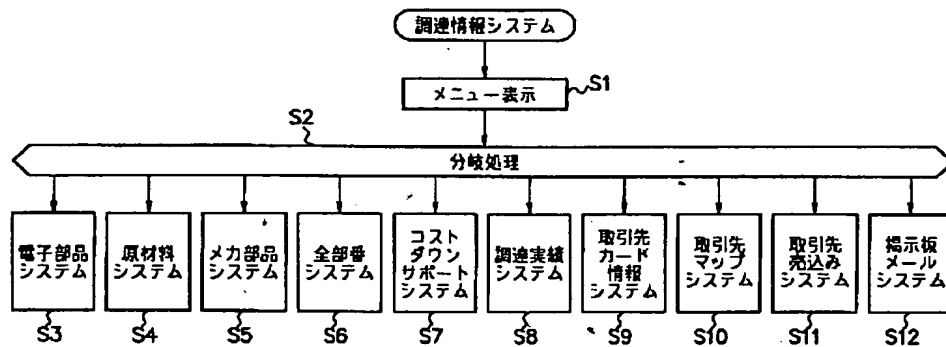 調達情報システム
メニュー表示
S1
S2
分岐処理
電子部品
システム
原材料
システム
メカ部品
システム
全部番
システム
コスト
ダウン
サポート
システム
調達実績
システム
取引先
カード
情報
システム
取引先
マップ
システム
取引先
売込み
システム
掲示板
メール
システム
S3
S4
S5
S6
S7
S8
S9
S10
S11
S12